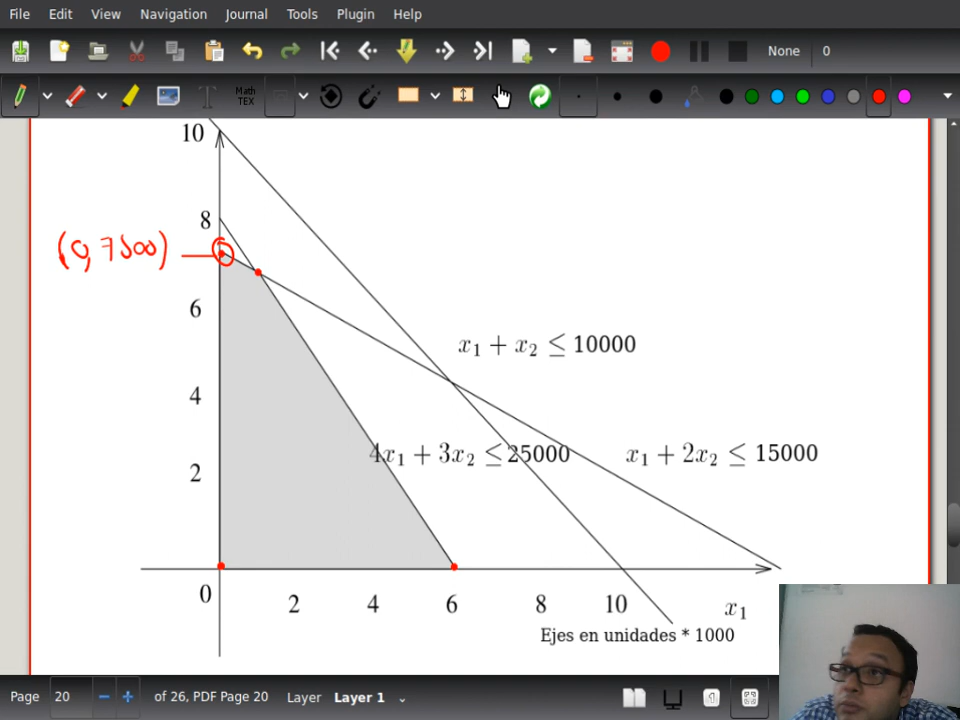 File Edit View Navigation Journal Tools Plugin Help
None 0
T Math TEX
10
8
(0, 7500)
6
x₁ + x₂ ≤ 10000
4
4x₁ + 3x₂ ≤ 25000 x₁ + 2x₂ ≤ 15000
2
0 2 4 6 8 10 x₁
Ejes en unidades * 1000
Page 20 of 26, PDF Page 20 Layer Layer 1